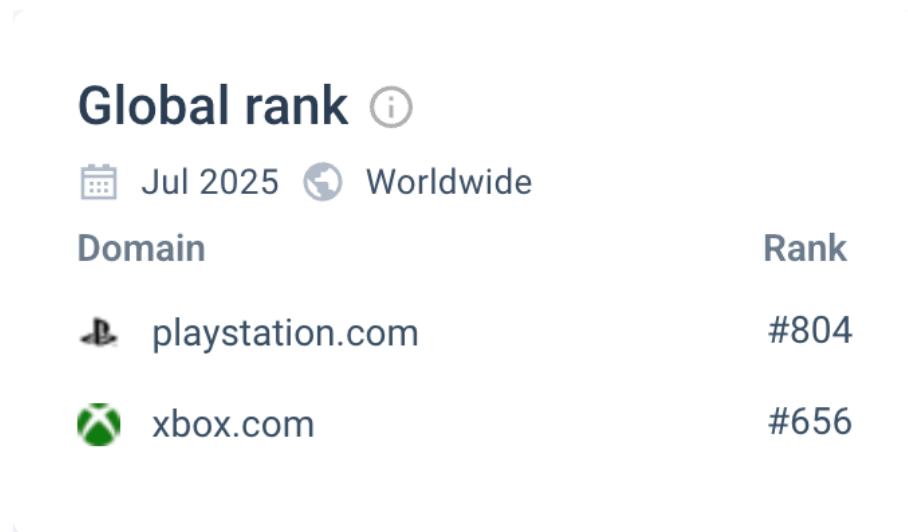 Global rank
Jul 2025 Worldwide
Domain Rank
playstation.com #804
xbox.com #656